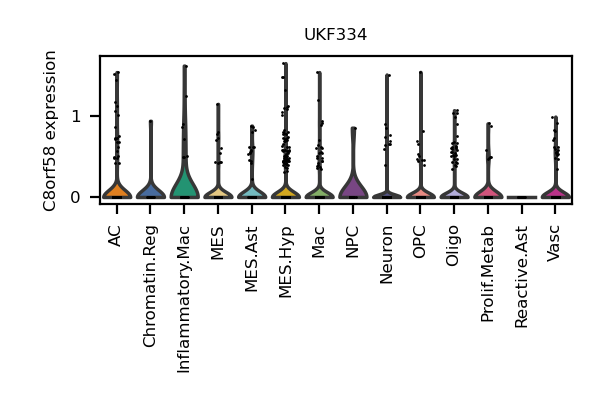 UKF334
C8orf58 expression
1
0
AC
Chromatin.Reg
Inflammatory.Mac
MES
MES.Ast
MES.Hyp
Mac
NPC
Neuron
OPC
Oligo
Prolif.Metab
Reactive.Ast
Vasc